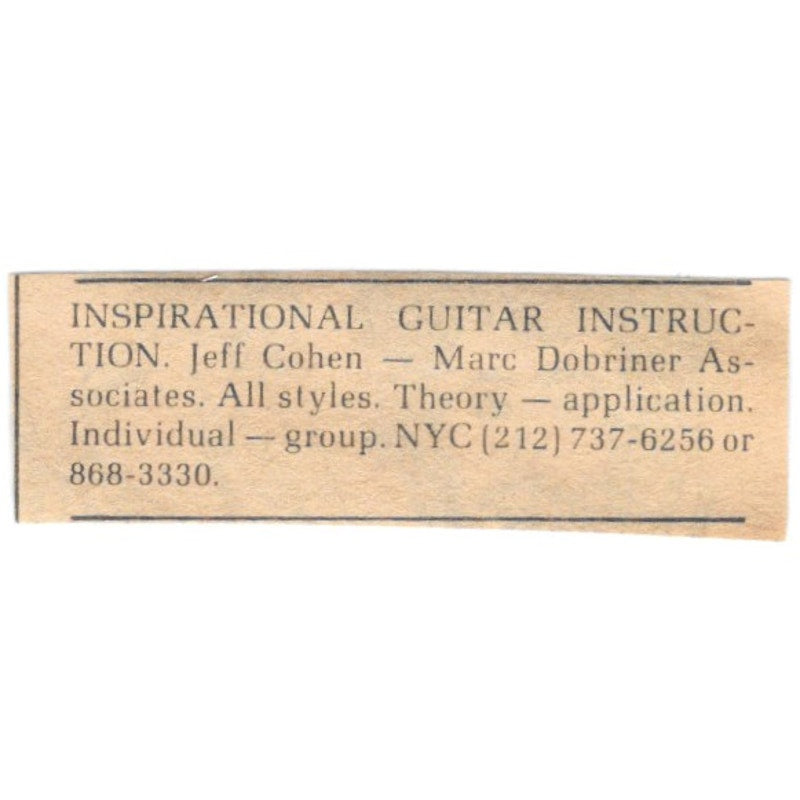 INSPIRATIONAL GUITAR INSTRUC-
TION. Jeff Cohen — Marc Dobriner As-
sociates. All styles. Theory — application.
Individual — group. NYC (212) 737-6256 or
868-3330.